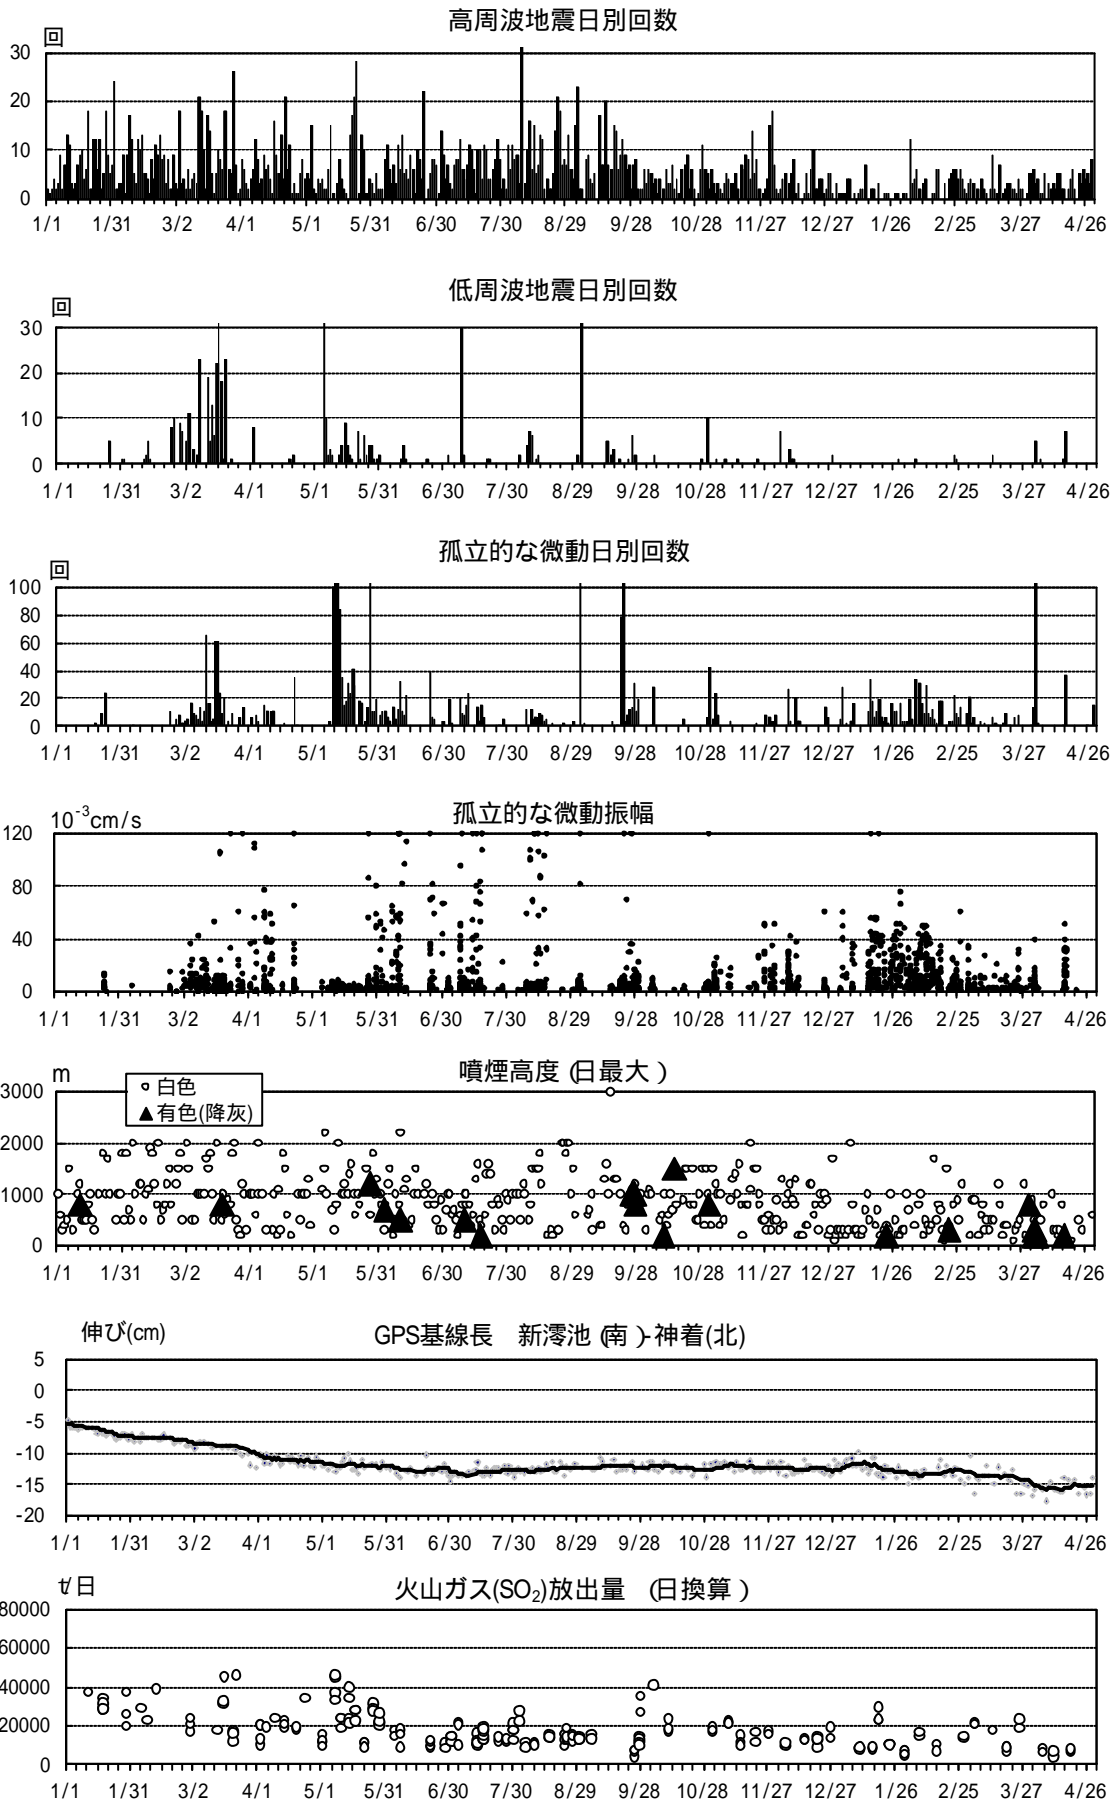 高周波地震日別回数
回
30
20
10
0
1/1 1/31 3/2 4/1 5/1 5/31 6/30 7/30 8/29 9/28 10/28 11/27 12/27 1/26 2/25 3/27 4/26
低周波地震日別回数
回
30
20
10
0
1/1 1/31 3/2 4/1 5/1 5/31 6/30 7/30 8/29 9/28 10/28 11/27 12/27 1/26 2/25 3/27 4/26
孤立的な微動日別回数
回
100
80
60
40
20
0
1/1 1/31 3/2 4/1 5/1 5/31 6/30 7/30 8/29 9/28 10/28 11/27 12/27 1/26 2/25 3/27 4/26
孤立的な微動振幅
10⁻³cm/s
120
80
40
0
1/1 1/31 3/2 4/1 5/1 5/31 6/30 7/30 8/29 9/28 10/28 11/27 12/27 1/26 2/25 3/27 4/26
噴煙高度(日最大)
m
白色
有色(降灰)
3000
2000
1000
0
1/1 1/31 3/2 4/1 5/1 5/31 6/30 7/30 8/29 9/28 10/28 11/27 12/27 1/26 2/25 3/27 4/26
伸び(cm)
GPS基線長 新澪池(南)-神着(北)
5
0
-5
-10
-15
-20
1/1 1/31 3/2 4/1 5/1 5/31 6/30 7/30 8/29 9/28 10/28 11/27 12/27 1/26 2/25 3/27 4/26
t/日
火山ガス(SO₂)放出量 (日換算)
80000
60000
40000
20000
0
1/1 1/31 3/2 4/1 5/1 5/31 6/30 7/30 8/29 9/28 10/28 11/27 12/27 1/26 2/25 3/27 4/26